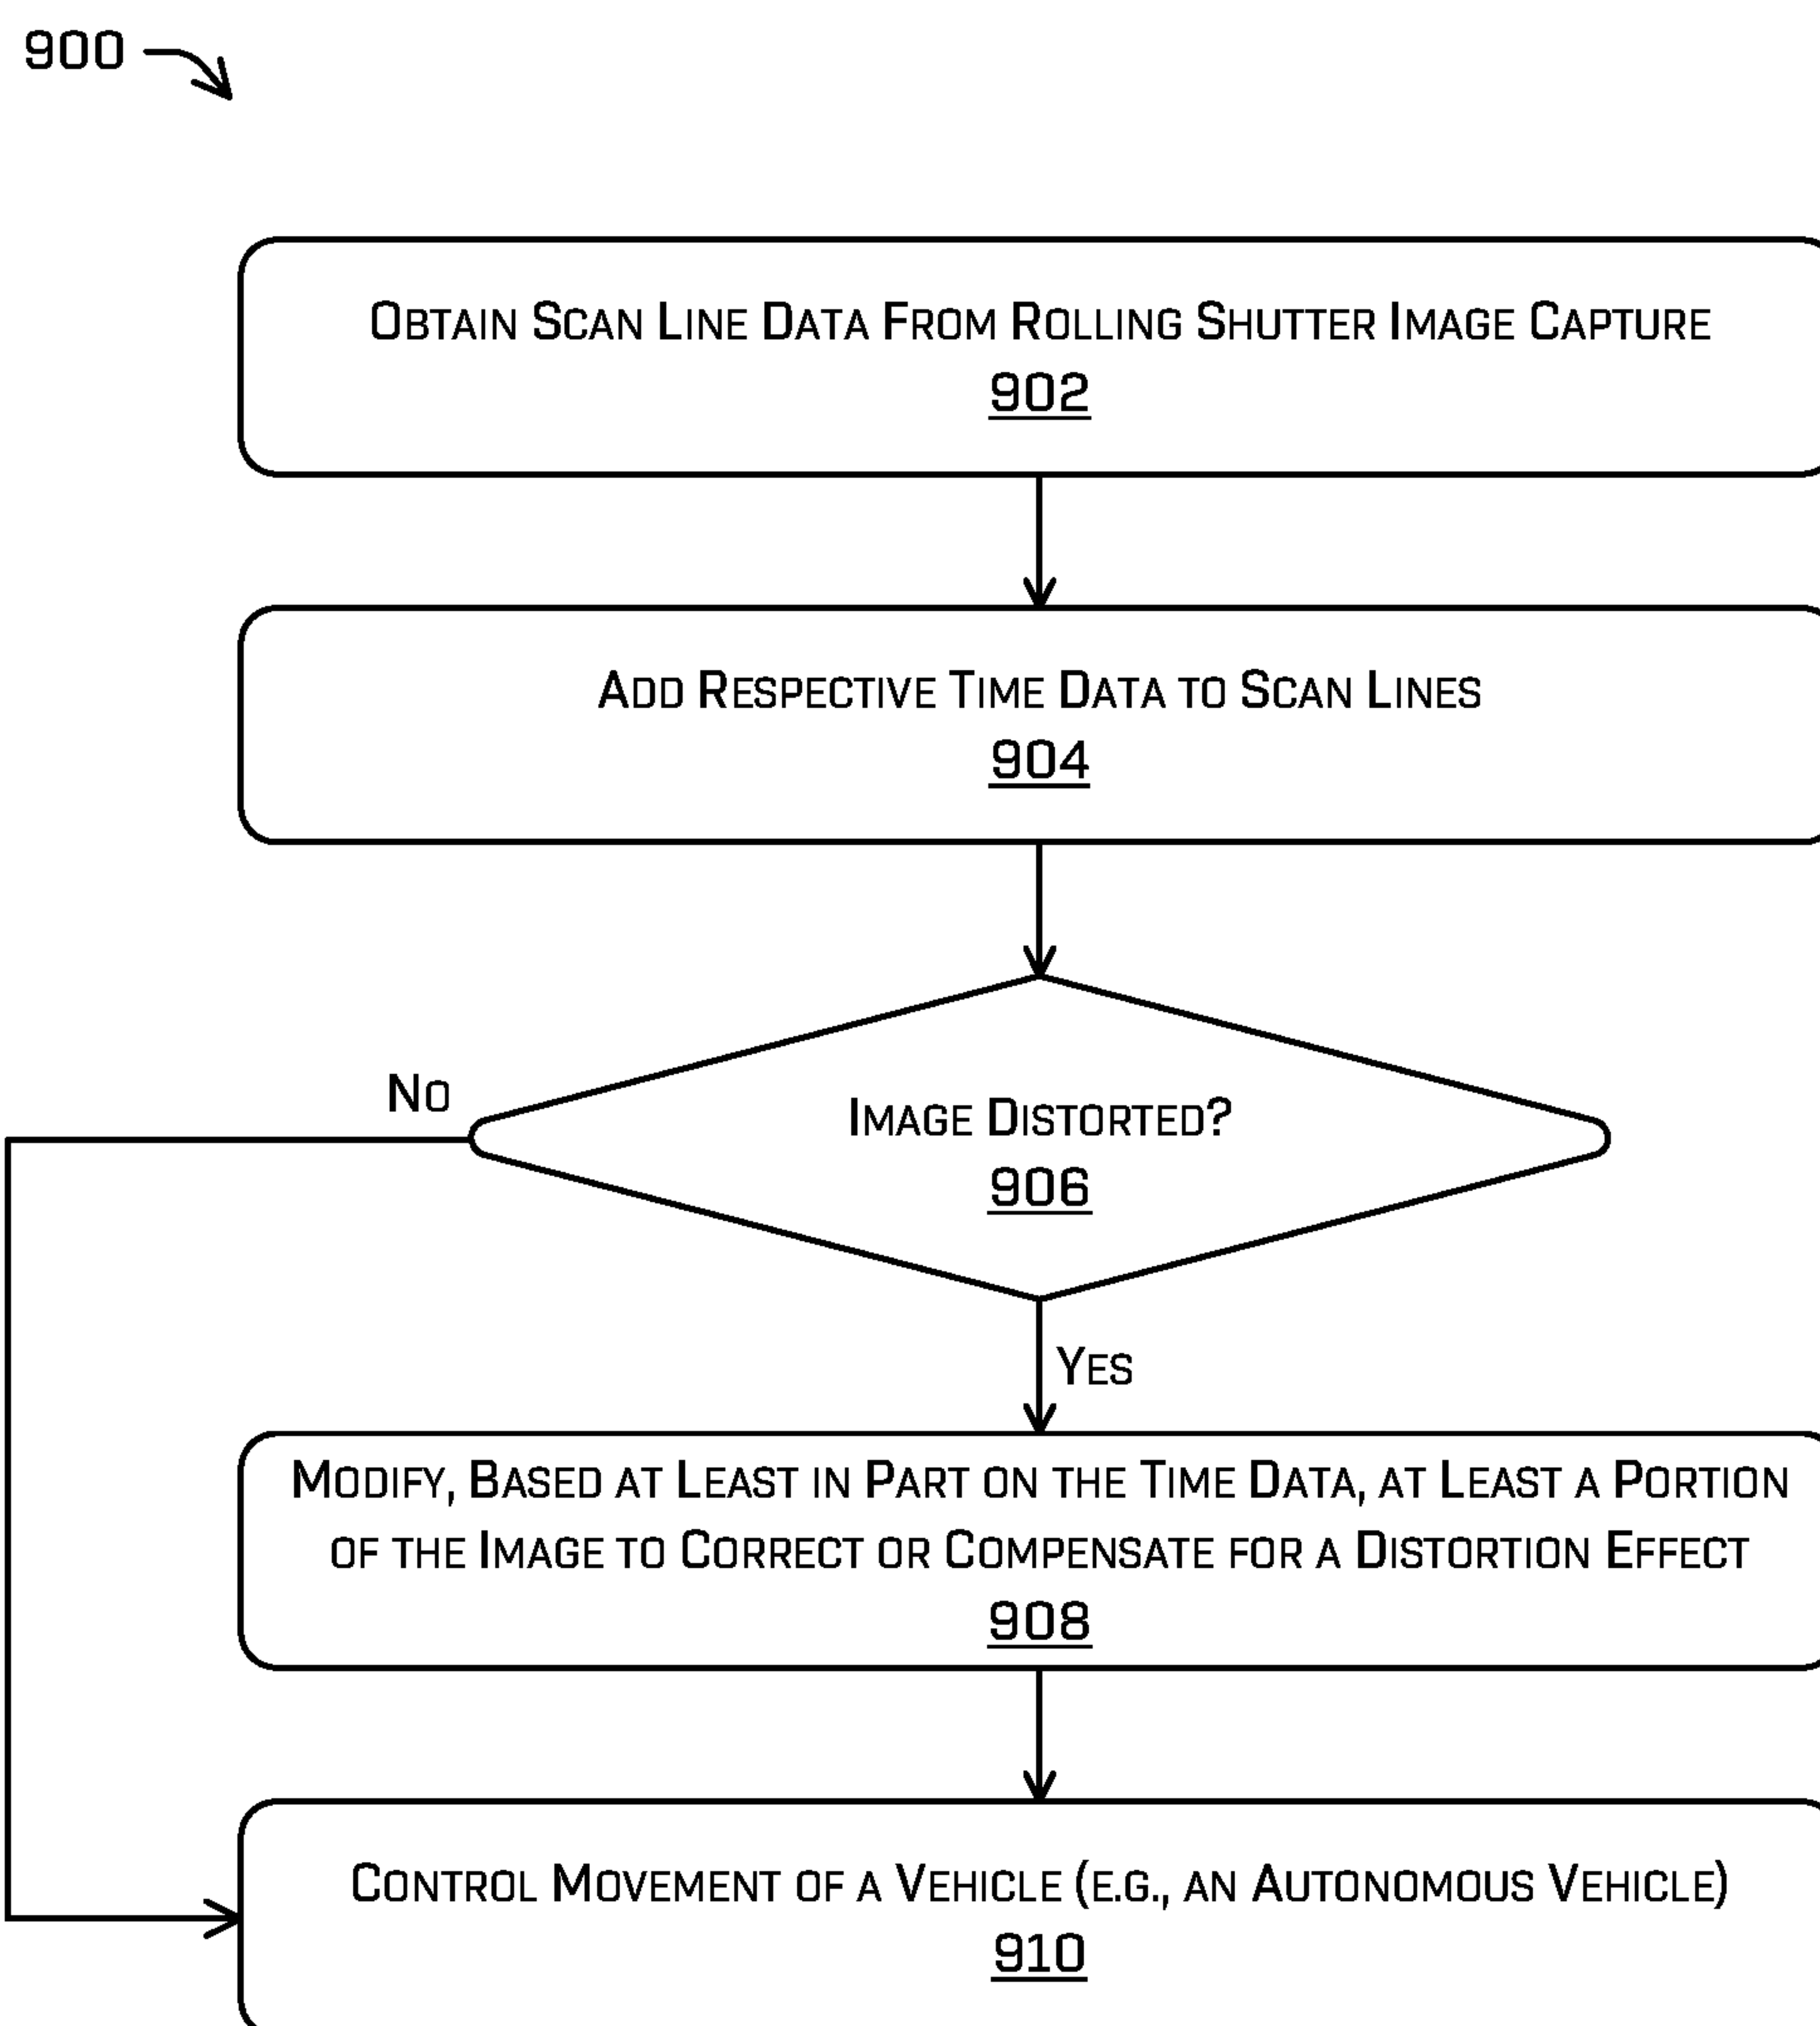 900
Obtain Scan Line Data From Rolling Shutter Image Capture
902
Add Respective Time Data to Scan Lines
904
No
Image Distorted?
906
Yes
Modify, Based at Least in Part on the Time Data, at Least a Portion
of the Image to Correct or Compensate for a Distortion Effect
908
Control Movement of a Vehicle (e.g., an Autonomous Vehicle)
910